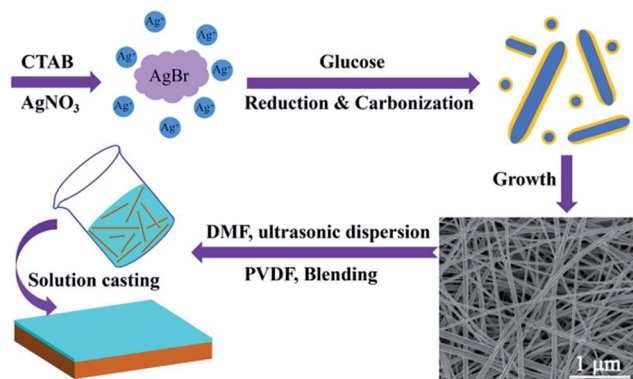 CTAB
AgNO₃
Ag⁺
Ag⁺
Ag⁺
Ag⁺
AgBr
Ag⁺
Ag⁺
Ag⁺
Ag⁺
Glucose
Reduction & Carbonization
Growth
DMF, ultrasonic dispersion
PVDF, Blending
Solution casting
1 μm